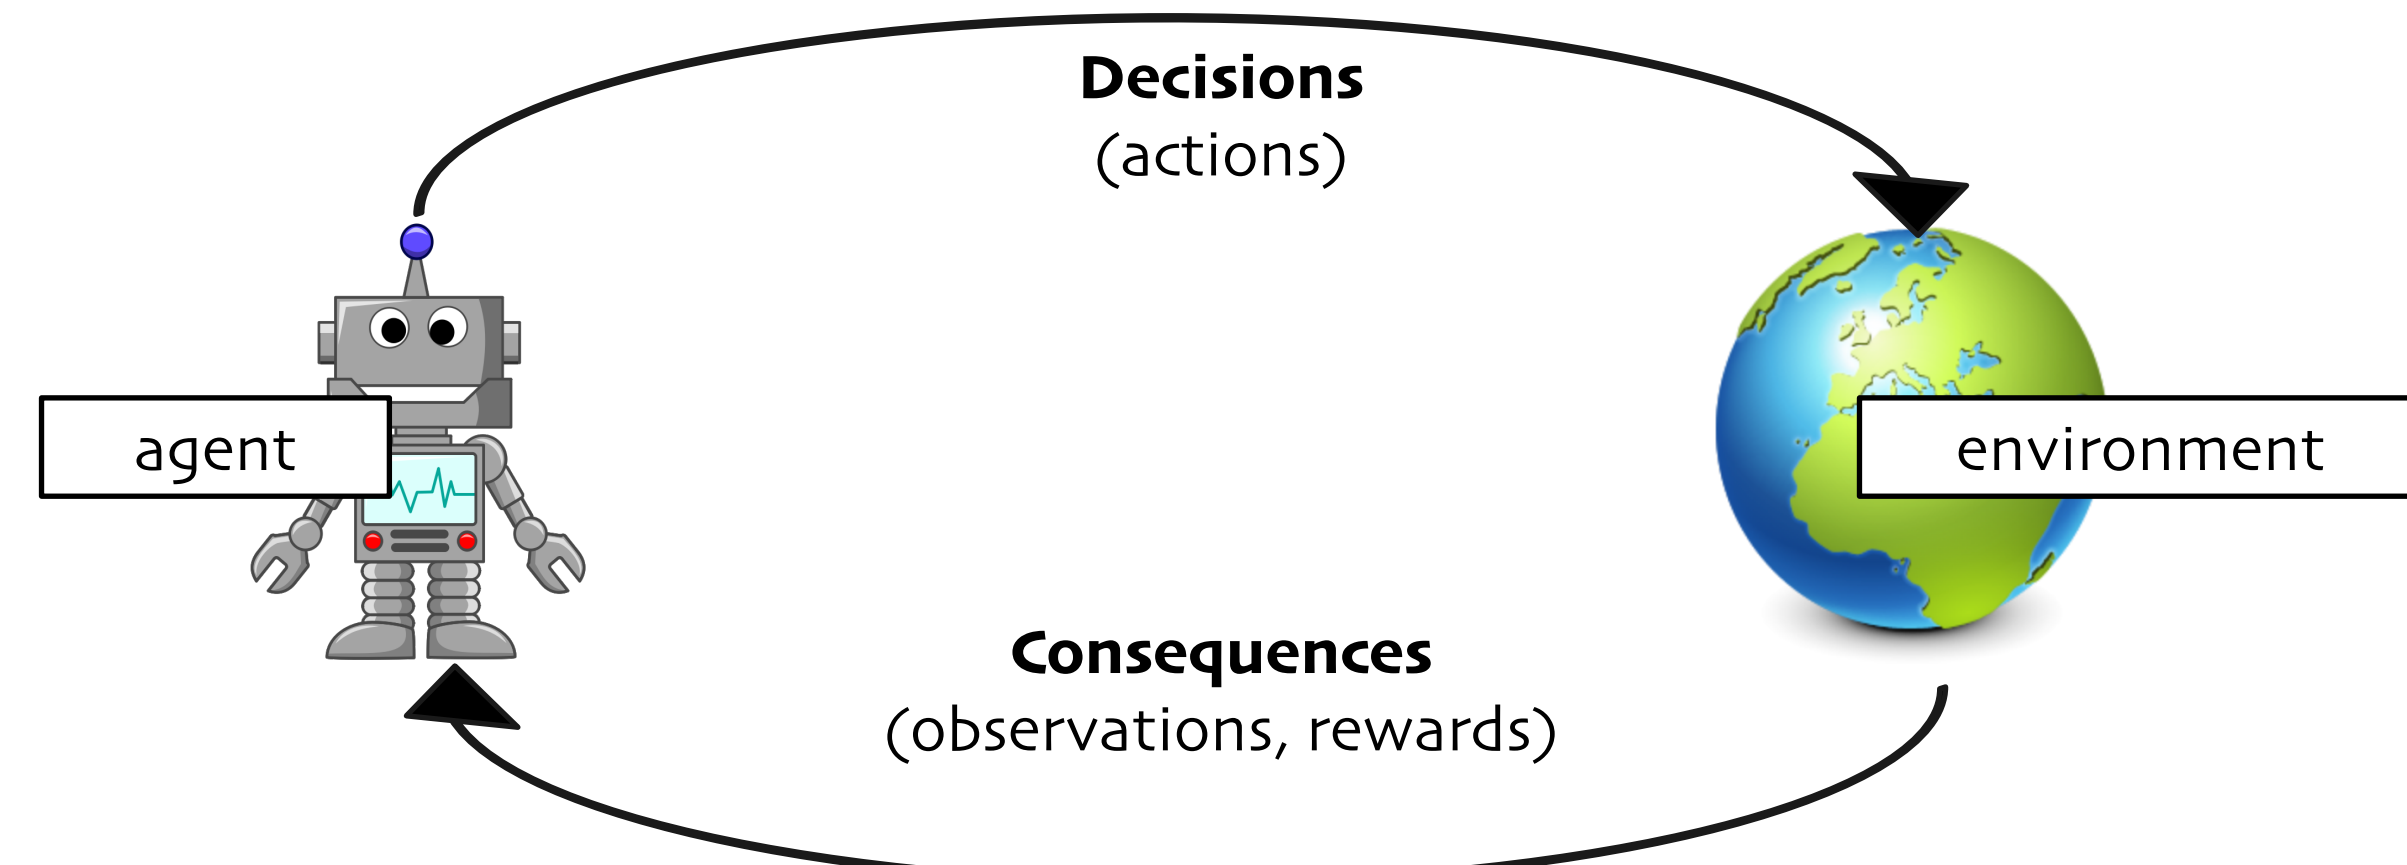 Decisions
(actions)
agent
environment
Consequences
(observations, rewards)